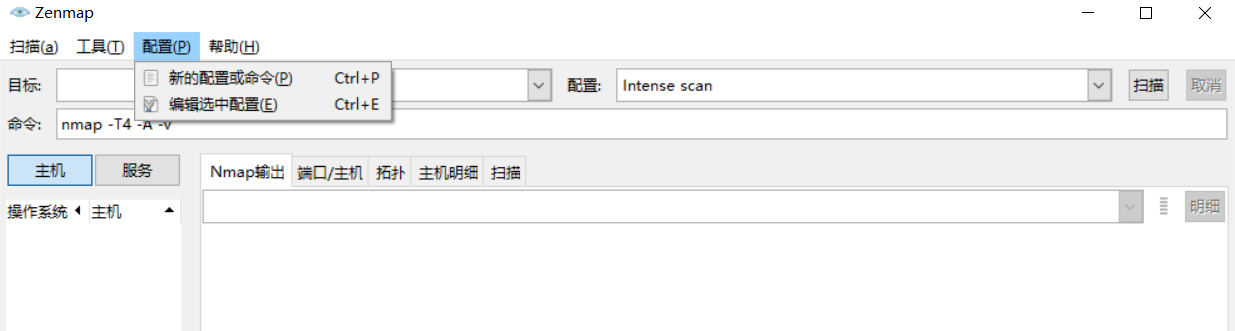 Zenmap
扫描(a) 工具(T) 配置(P) 帮助(H)
目标: 配置: Intense scan 扫描 取消
新的配置或命令(P) Ctrl+P
编辑选中配置(E) Ctrl+E
命令: nmap -T4 -A -v
主机 服务 Nmap输出 端口/主机 拓扑 主机明细 扫描
操作系统 主机 明细